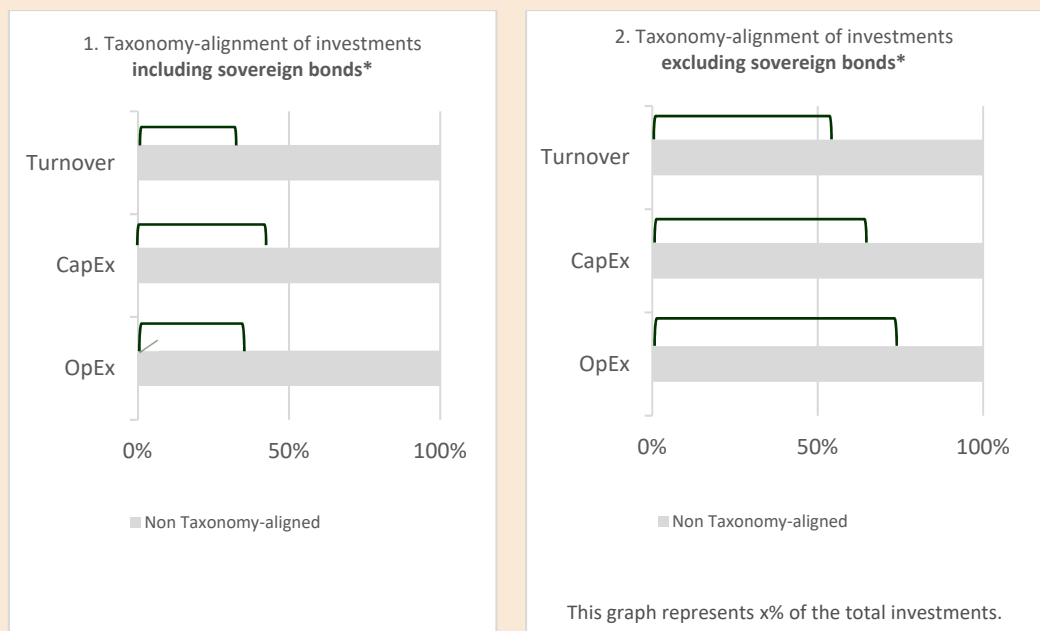 1. Taxonomy-alignment of investments
including sovereign bonds*
Turnover
CapEx
OpEx
0%
50%
100%
Non Taxonomy-aligned
2. Taxonomy-alignment of investments
excluding sovereign bonds*
Turnover
CapEx
OpEx
0%
50%
100%
Non Taxonomy-aligned
This graph represents x% of the total investments.